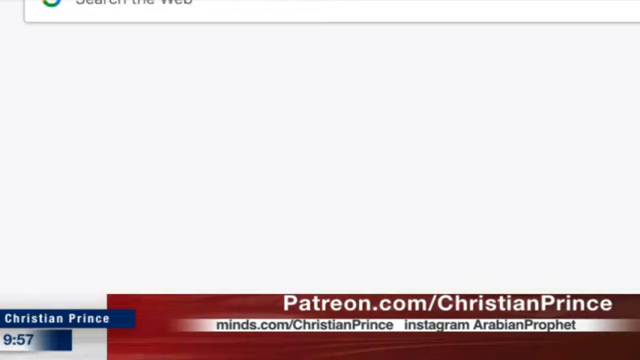 Search the Web
Patreon.com/ChristianPrince
Christian Prince
minds.com/ChristianPrince instagram ArabianProphet
9:57